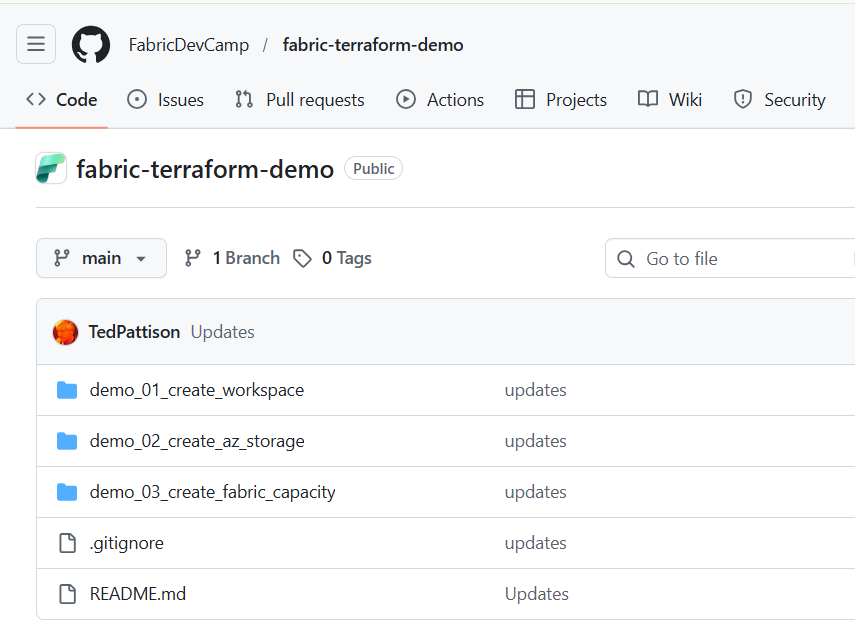 FabricDevCamp / fabric-terraform-demo
Code Issues Pull requests Actions Projects Wiki Security
fabric-terraform-demo Public
main 1 Branch 0 Tags Go to file
TedPattison Updates
demo_01_create_workspace updates
demo_02_create_az_storage updates
demo_03_create_fabric_capacity updates
.gitignore updates
README.md Updates